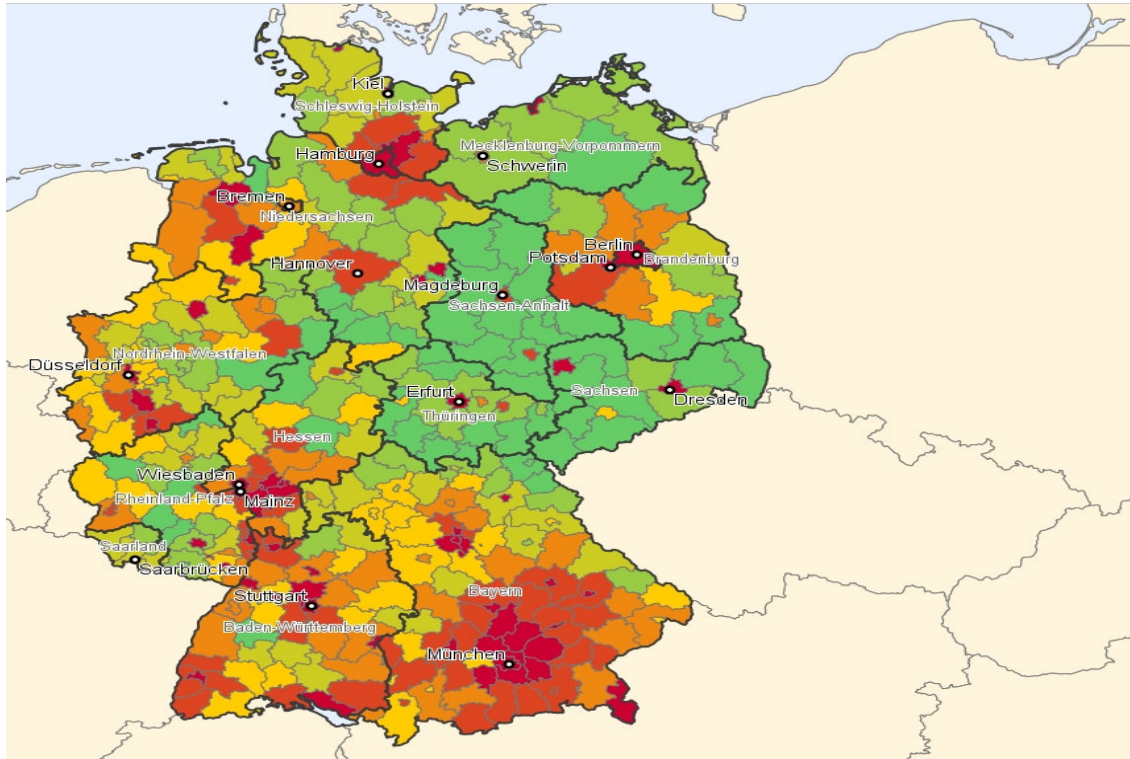 Kiel
Schleswig-Holstein
Mecklenburg-Vorpommern
Hamburg
Schwerin
Bremen
Niedersachsen
Berlin
Hannover
Potsdam
Brandenburg
Magdeburg
Sachsen-Anhalt
Nordrhein-Westfalen
Düsseldorf
Erfurt
Sachsen
Dresden
Thüringen
Hessen
Wiesbaden
Rheinland-Pfalz
Mainz
Saarland
Saarbrücken
Bayern
Stuttgart
Baden-Württemberg
München